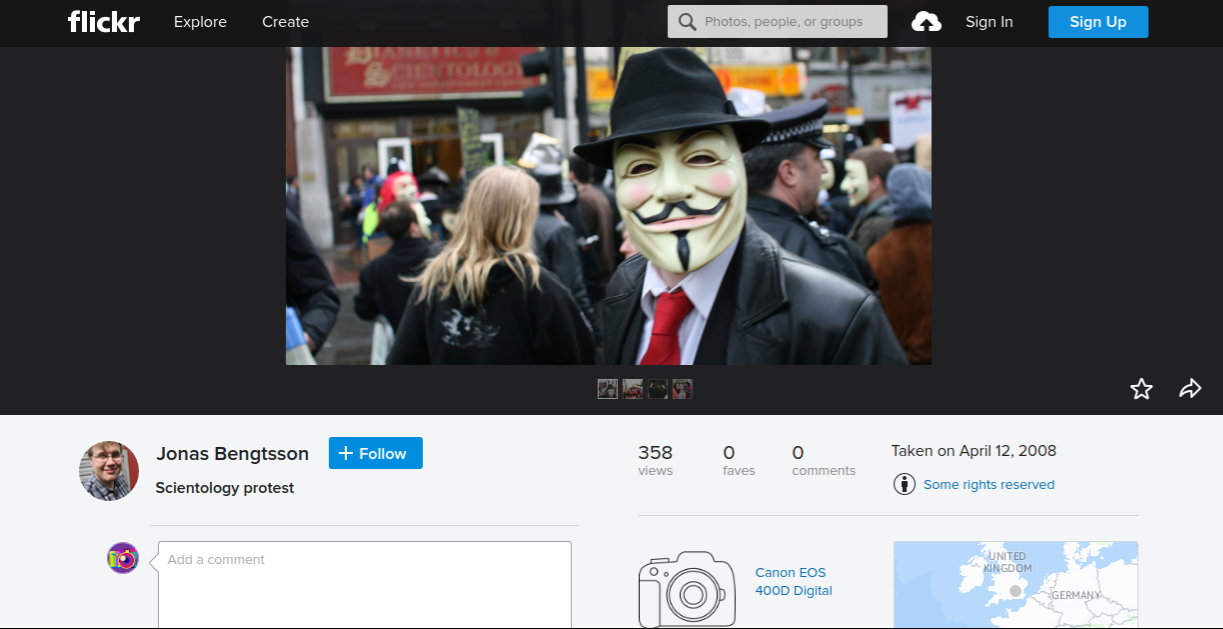 flickr
Explore
Create
Photos, people, or groups
Sign In
Sign Up
DIANETICS &
SCIENTOLOGY
Jonas Bengtsson
+ Follow
Scientology protest
358
views
0
faves
0
comments
Taken on April 12, 2008
Some rights reserved
Add a comment
Canon EOS
400D Digital
UNITED
KINGDOM
GERMANY